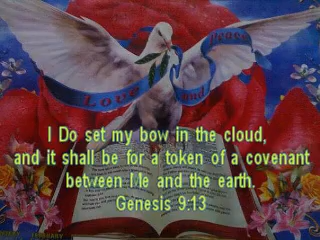 Peace
Love
I Do set my bow in the cloud,
and it shall be for a token of a covenant
between Me and the earth.
Genesis 9:13